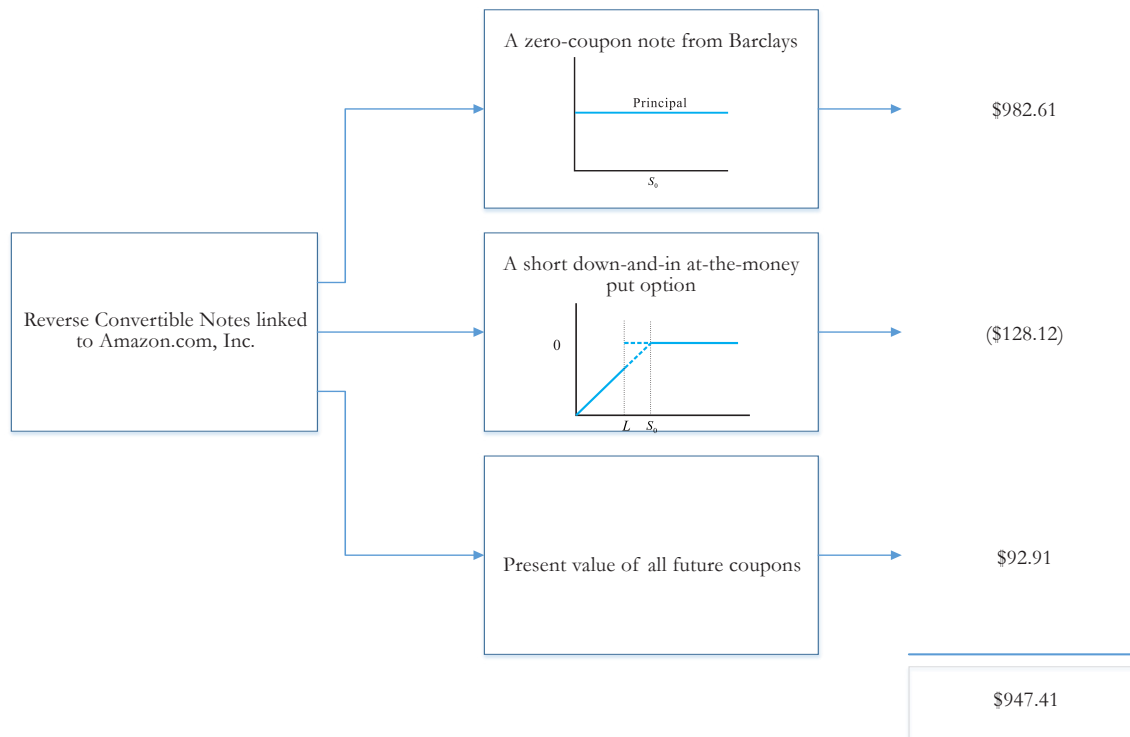 A zero-coupon note from Barclays
Principal
S₀
$982.61
Reverse Convertible Notes linked
to Amazon.com, Inc.
A short down-and-in at-the-money
put option
0
L S₀
($128.12)
Present value of all future coupons
$92.91
$947.41